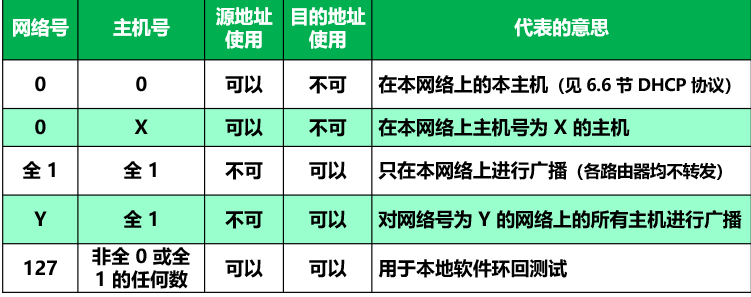 网络号 主机号 源地址使用 目的地址使用 代表的意思
0 0 可以 不可 在本网络上的本主机（见 6.6 节 DHCP 协议）
0 X 可以 不可 在本网络上主机号为 X 的主机
全 1 全 1 不可 可以 只在本网络上进行广播（各路由器均不转发）
Y 全 1 不可 可以 对网络号为 Y 的网络上的所有主机进行广播
127 非全 0 或全 1 的任何数 可以 可以 用于本地软件环回测试